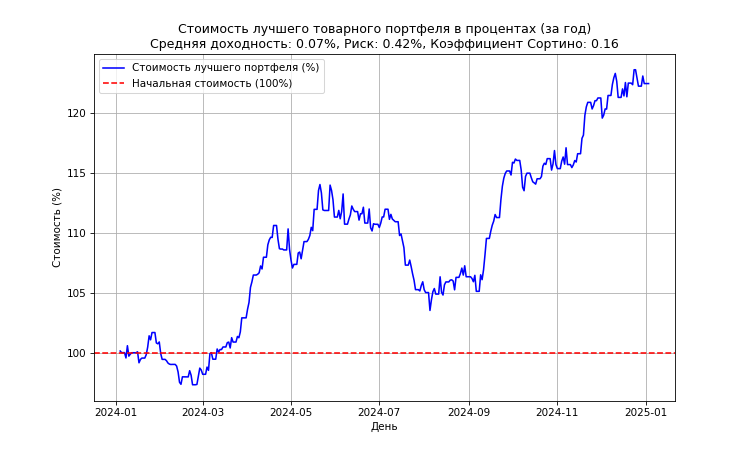 Стоимость лучшего товарного портфеля в процентах (за год)
Средняя доходность: 0.07%, Риск: 0.42%, Коэффициент Сортино: 0.16
Стоимость лучшего портфеля (%)
Начальная стоимость (100%)
Стоимость (%)
120
115
110
105
100
2024-01 2024-03 2024-05 2024-07 2024-09 2024-11 2025-01
День